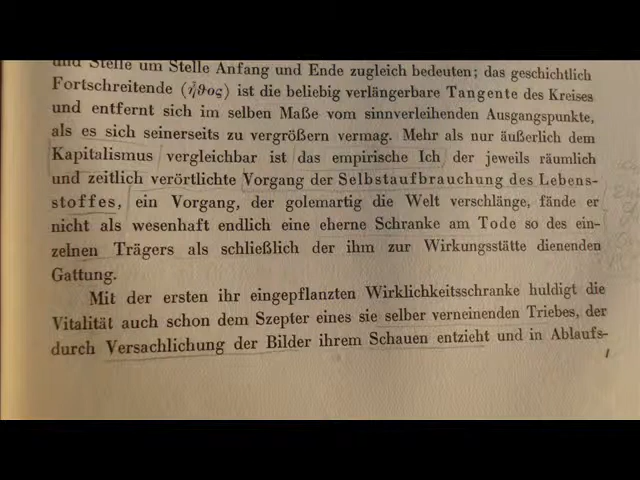 und Stelle um Stelle Anfang und Ende zugleich bedeuten; das geschichtlich
Fortschreitende (ἦθος) ist die beliebig verlängerbare Tangente des Kreises
und entfernt sich im selben Maße vom sinnverleihenden Ausgangspunkte,
als es sich seinerseits zu vergrößern vermag. Mehr als nur äußerlich dem
Kapitalismus vergleichbar ist das empirische Ich der jeweils räumlich
und zeitlich verörtlichte Vorgang der Selbstaufbrauchung des Lebens-
stoffes, ein Vorgang, der golemartig die Welt verschlänge, fände er
nicht als wesenhaft endlich eine eherne Schranke am Tode so des ein-
zelnen Trägers als schließlich der ihm zur Wirkungsstätte dienenden
Gattung.
Mit der ersten ihr eingepflanzten Wirklichkeitsschranke huldigt die
Vitalität auch schon dem Szepter eines sie selber verneinenden Triebes, der
durch Versachlichung der Bilder ihrem Schauen entzieht und in Ablaufs-